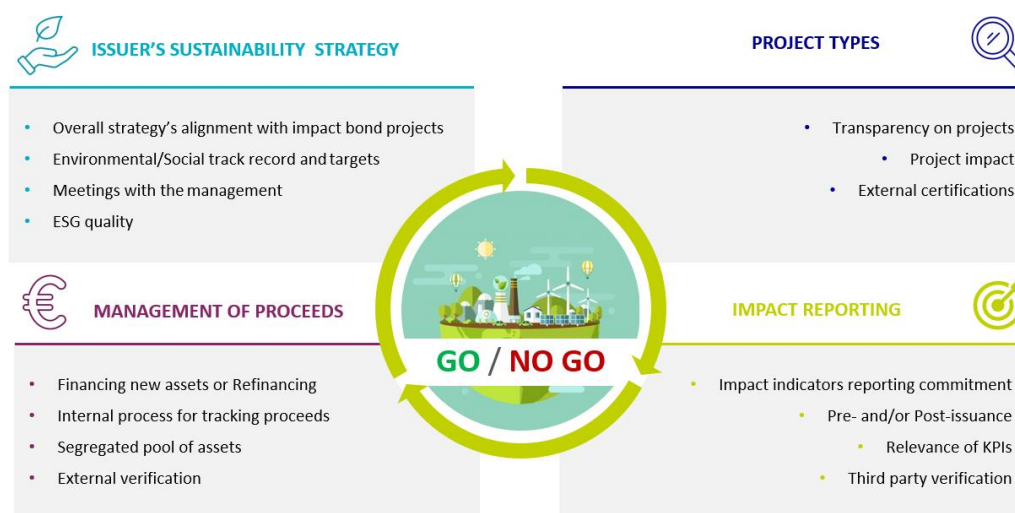 ISSUER'S SUSTAINABILITY STRATEGY
Overall strategy's alignment with impact bond projects
Environmental/Social track record and targets
Meetings with the management
ESG quality
PROJECT TYPES
Transparency on projects
Project impact
External certifications
GO / NO GO
MANAGEMENT OF PROCEEDS
Financing new assets or Refinancing
Internal process for tracking proceeds
Segregated pool of assets
External verification
IMPACT REPORTING
Impact indicators reporting commitment
Pre- and/or Post-issuance
Relevance of KPIs
Third party verification